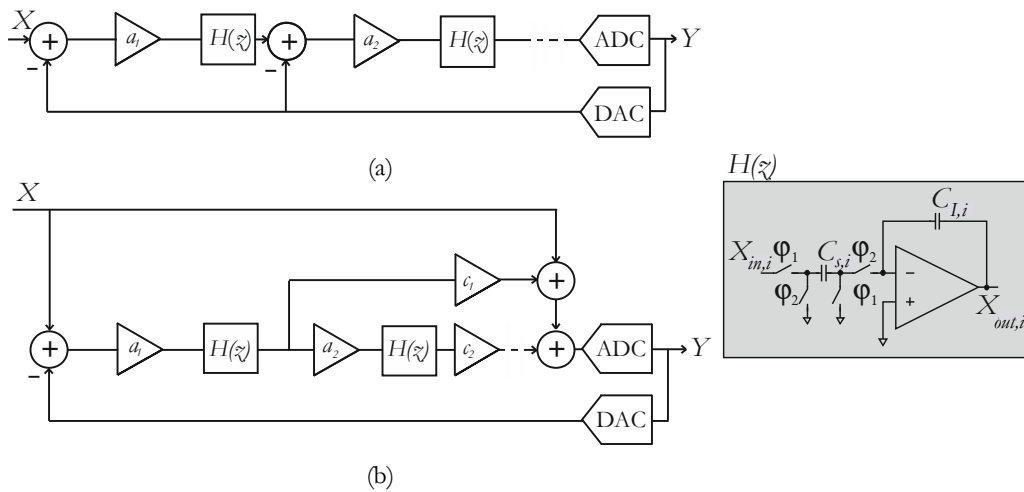 X
−
a1
H(z)
−
a2
H(z)
ADC
Y
DAC
(a)
X
c1
−
a1
H(z)
a2
H(z)
c2
ADC
Y
DAC
(b)
H(z)
CI,i
Xin,i φ1 Cs,i φ2
φ2 φ1
−
+
Xout,i